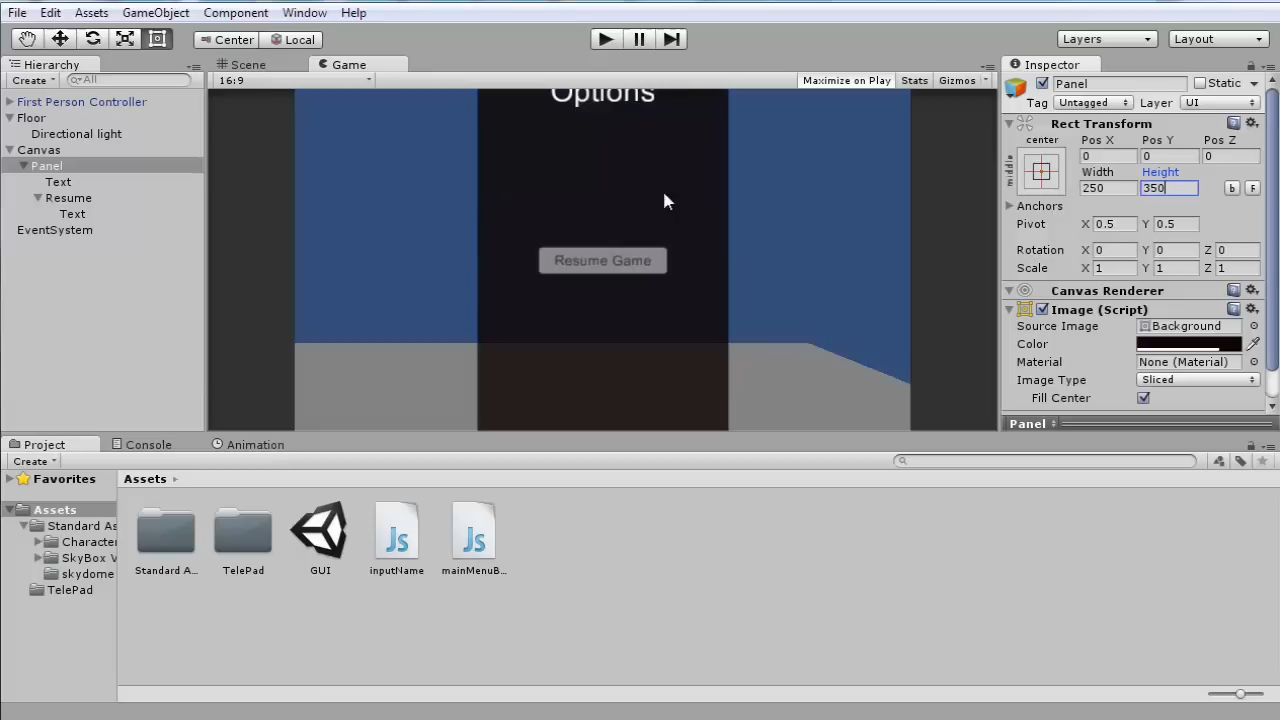 File Edit Assets GameObject Component Window Help
Center Local Layers Layout
Hierarchy Scene Game Inspector
Create All 16:9 Maximize on Play Stats Gizmos Panel Static
Tag Untagged Layer UI
First Person Controller
Floor
Directional light
Canvas
Panel
Text
Resume
Text
EventSystem
Options
Resume Game
Rect Transform
center Pos X Pos Y Pos Z
middle 0 0 0
Width Height
250 350 b F
Anchors
Pivot X 0.5 Y 0.5
Rotation X 0 Y 0 Z 0
Scale X 1 Y 1 Z 1
Canvas Renderer
Image (Script)
Source Image Background
Color
Material None (Material)
Image Type Sliced
Fill Center
Panel
Project Console Animation
Create
Favorites
Assets
Standard As
Character
SkyBox V
skydome
TelePad
Assets
Standard A...
TelePad
GUI
inputName
mainMenuB...
Js
Js